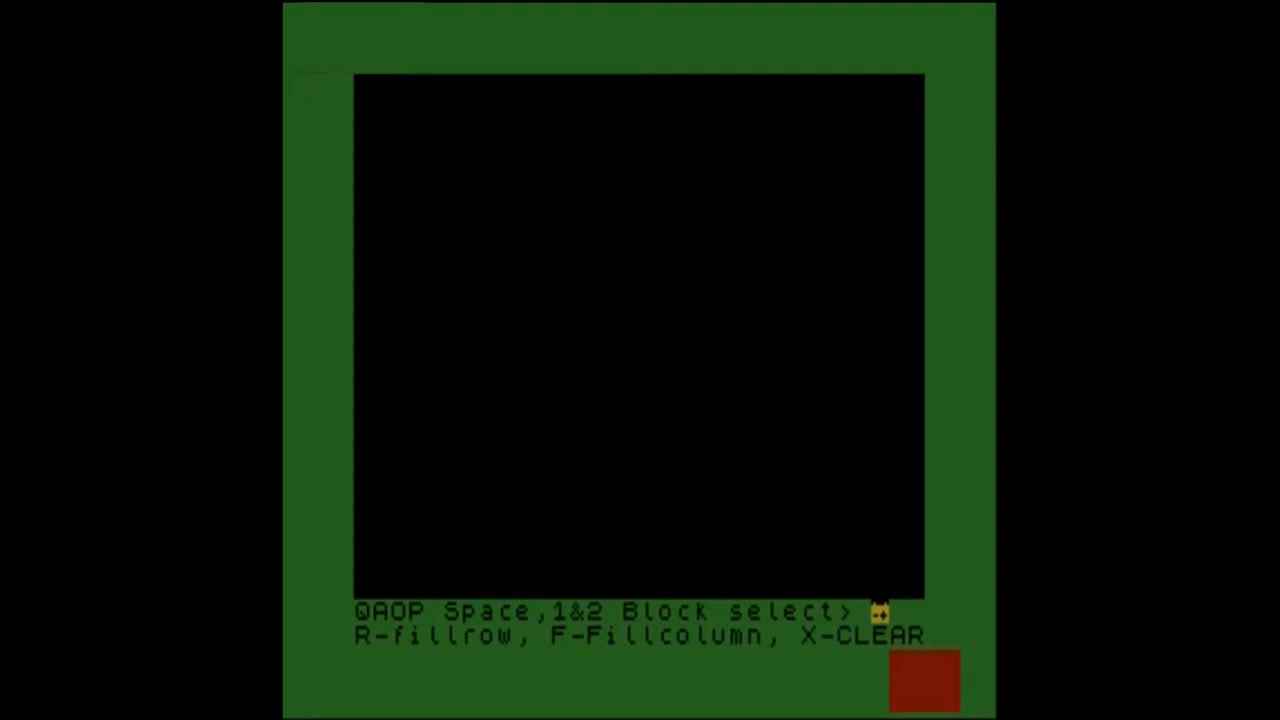 QAOP Space,1&2 Block select>
R-fillrow, F-Fillcolumn, X-CLEAR